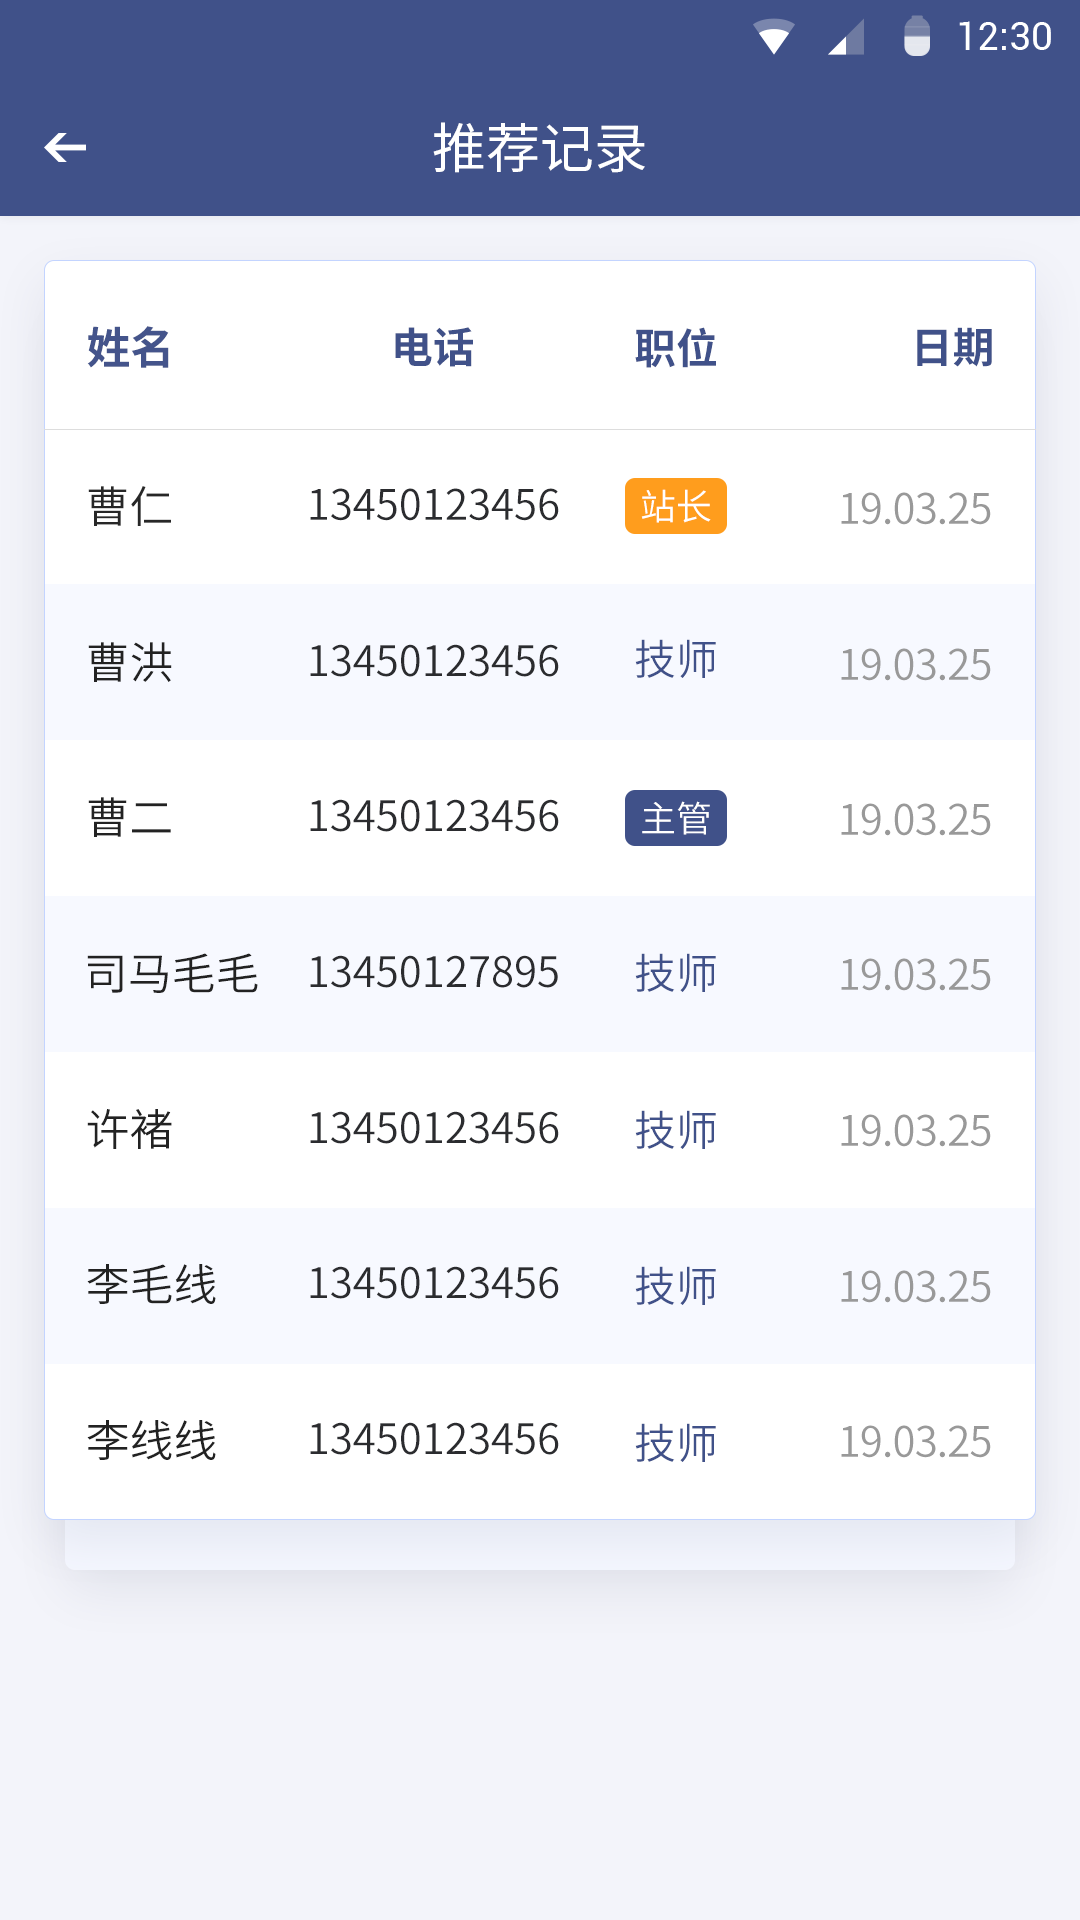 12:30
推荐记录
姓名 电话 职位 日期
曹仁 13450123456 站长 19.03.25
曹洪 13450123456 技师 19.03.25
曹二 13450123456 主管 19.03.25
司马毛毛 13450127895 技师 19.03.25
许褚 13450123456 技师 19.03.25
李毛线 13450123456 技师 19.03.25
李线线 13450123456 技师 19.03.25